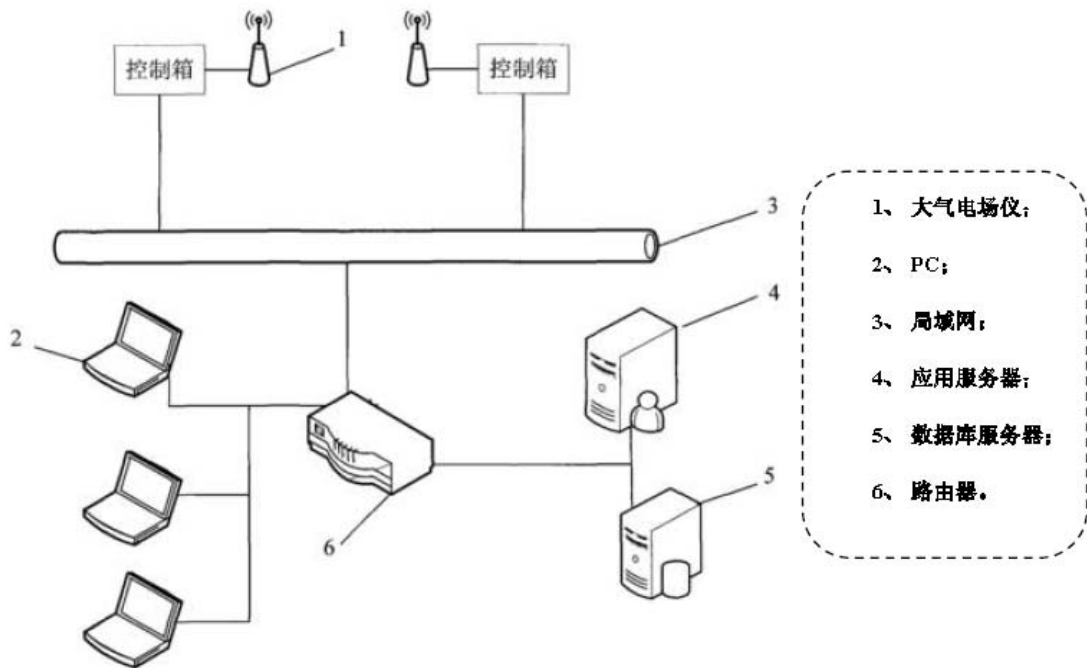 1
控制箱
控制箱
3
2
4
5
6
1、 大气电场仪;
2、 PC;
3、 局域网;
4、 应用服务器;
5、 数据库服务器;
6、 路由器。